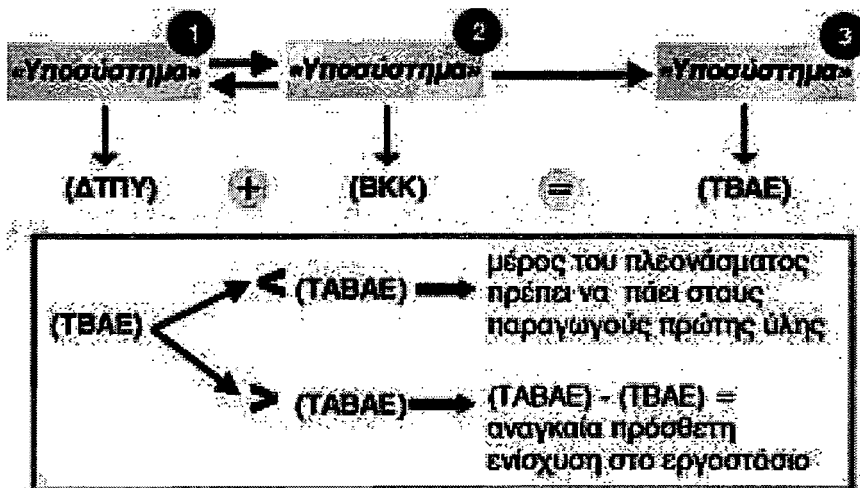 1 2 3
«Υποσύστημα» «Υποσύστημα» «Υποσύστημα»
(ΔΤΠΥ) + (ΒΚΚ) = (ΤΒΑΕ)
(ΤΒΑΕ)
< (ΤΑΒΑΕ)
μέρος του πλεονάσματος
πρέπει να πάει στους
παραγωγούς πρώτης ύλης
> (ΤΑΒΑΕ)
(ΤΑΒΑΕ) - (ΤΒΑΕ) =
αναγκαία πρόσθετη
ενίσχυση στο εργοστάσιο